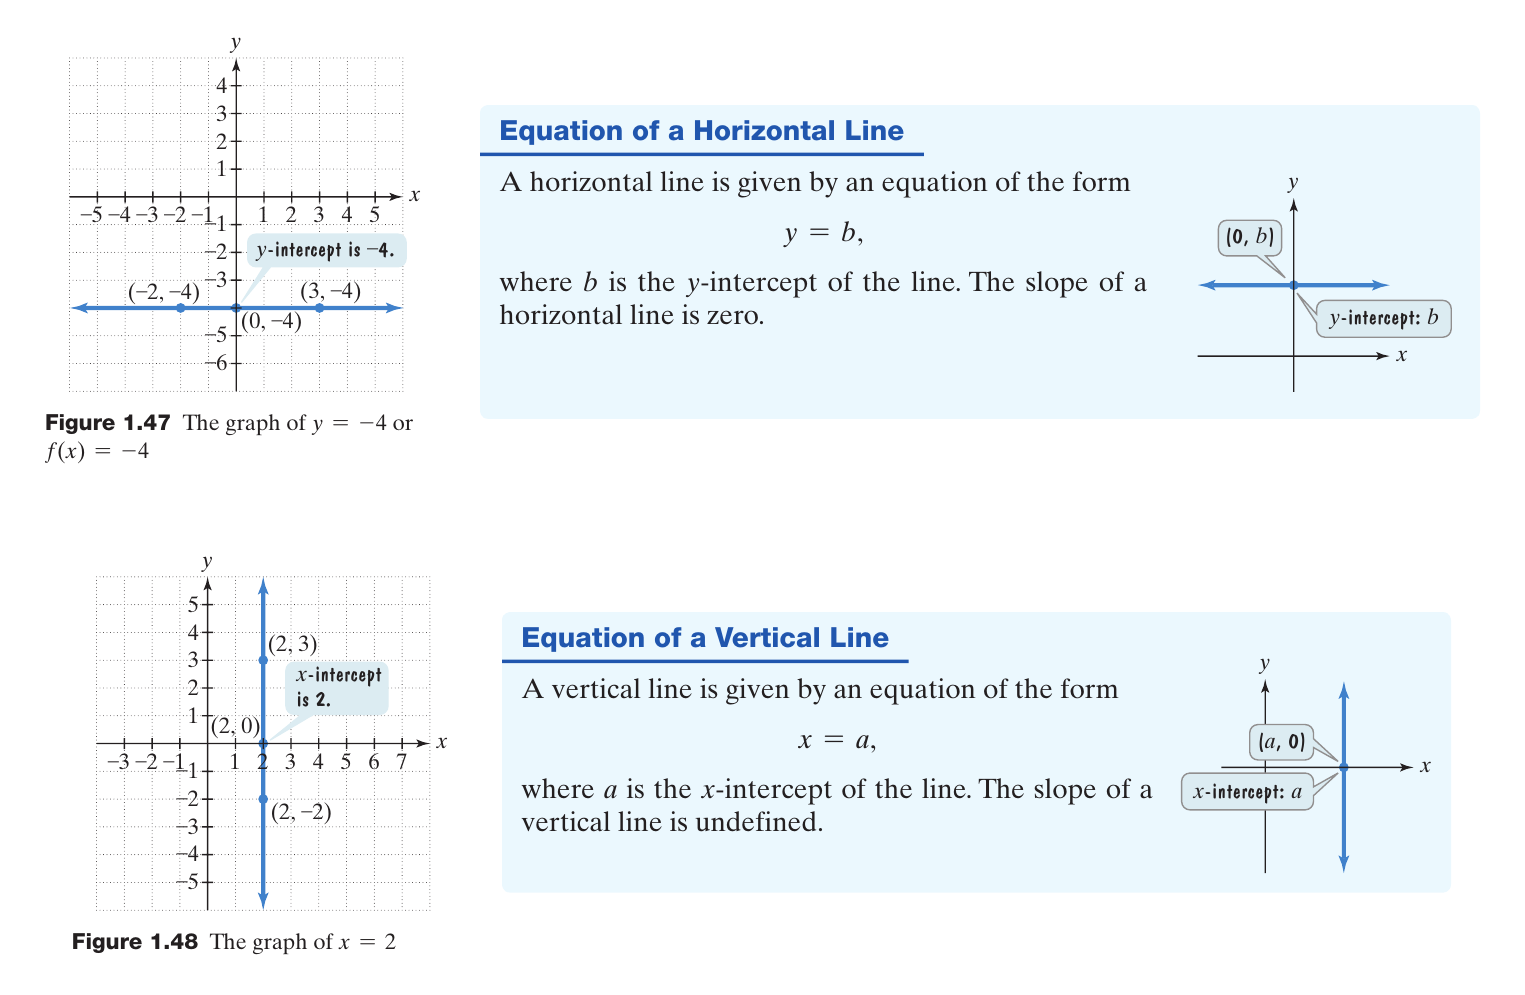 y
4
3
2
1
x
−5 −4 −3 −2 −1 1 2 3 4 5
−1
−2
y-intercept is −4.
−3
(−2, −4) (3, −4)
(0, −4)
−5
−6
Figure 1.47 The graph of y = −4 or
f(x) = −4
Equation of a Horizontal Line
A horizontal line is given by an equation of the form
y = b,
where b is the y-intercept of the line. The slope of a
horizontal line is zero.
y
(0, b)
y-intercept: b
x
y
5
4
(2, 3)
3
x-intercept
is 2.
2
1
(2, 0)
x
−3 −2 −1 1 2 3 4 5 6 7
−1
−2
(2, −2)
−3
−4
−5
Figure 1.48 The graph of x = 2
Equation of a Vertical Line
A vertical line is given by an equation of the form
x = a,
where a is the x-intercept of the line. The slope of a
vertical line is undefined.
y
(a, 0)
x
x-intercept: a